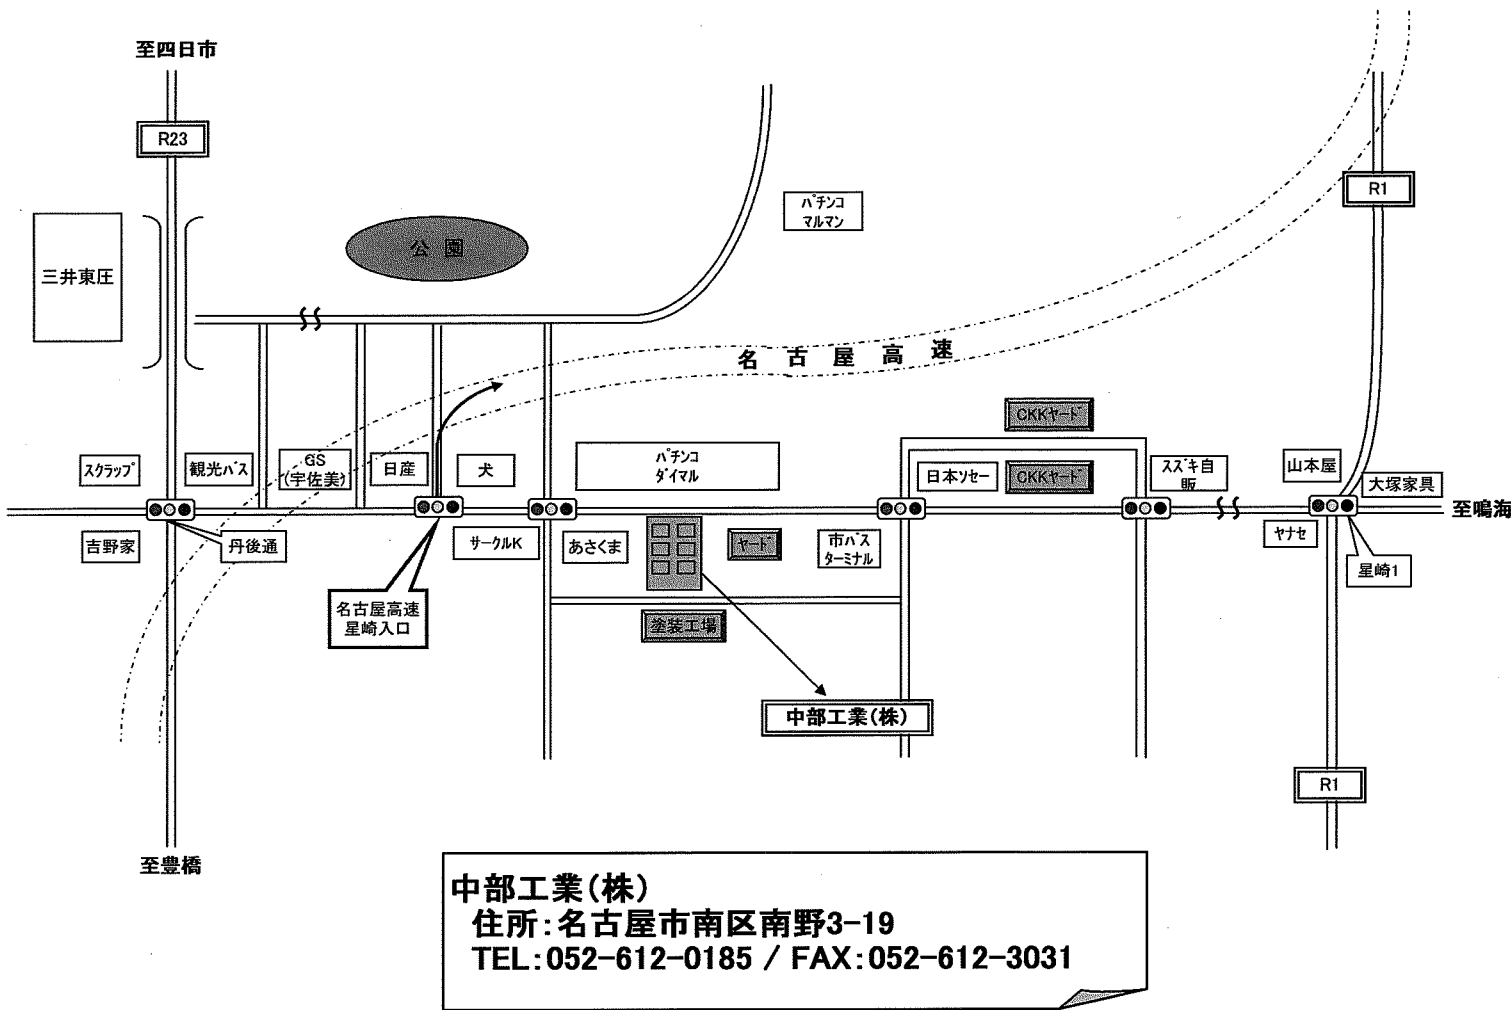 至四日市
R23
三井東圧
公 園
パチンコ
マルマン
R1
名 古 屋 高 速
CKKヤード
スクラップ
観光バス
GS
(宇佐美)
日産
犬
パチンコ
ダイマル
日本ソセー
CKKヤード
スズキ自
販
山本屋
大塚家具
至鳴海
吉野家
丹後通
サークルK
あさくま
ヤード
市バス
ターミナル
ヤナセ
星崎1
名古屋高速
星崎入口
塗装工場
中部工業(株)
R1
至豊橋
中部工業(株)
住所:名古屋市南区南野3-19
TEL:052-612-0185 / FAX:052-612-3031